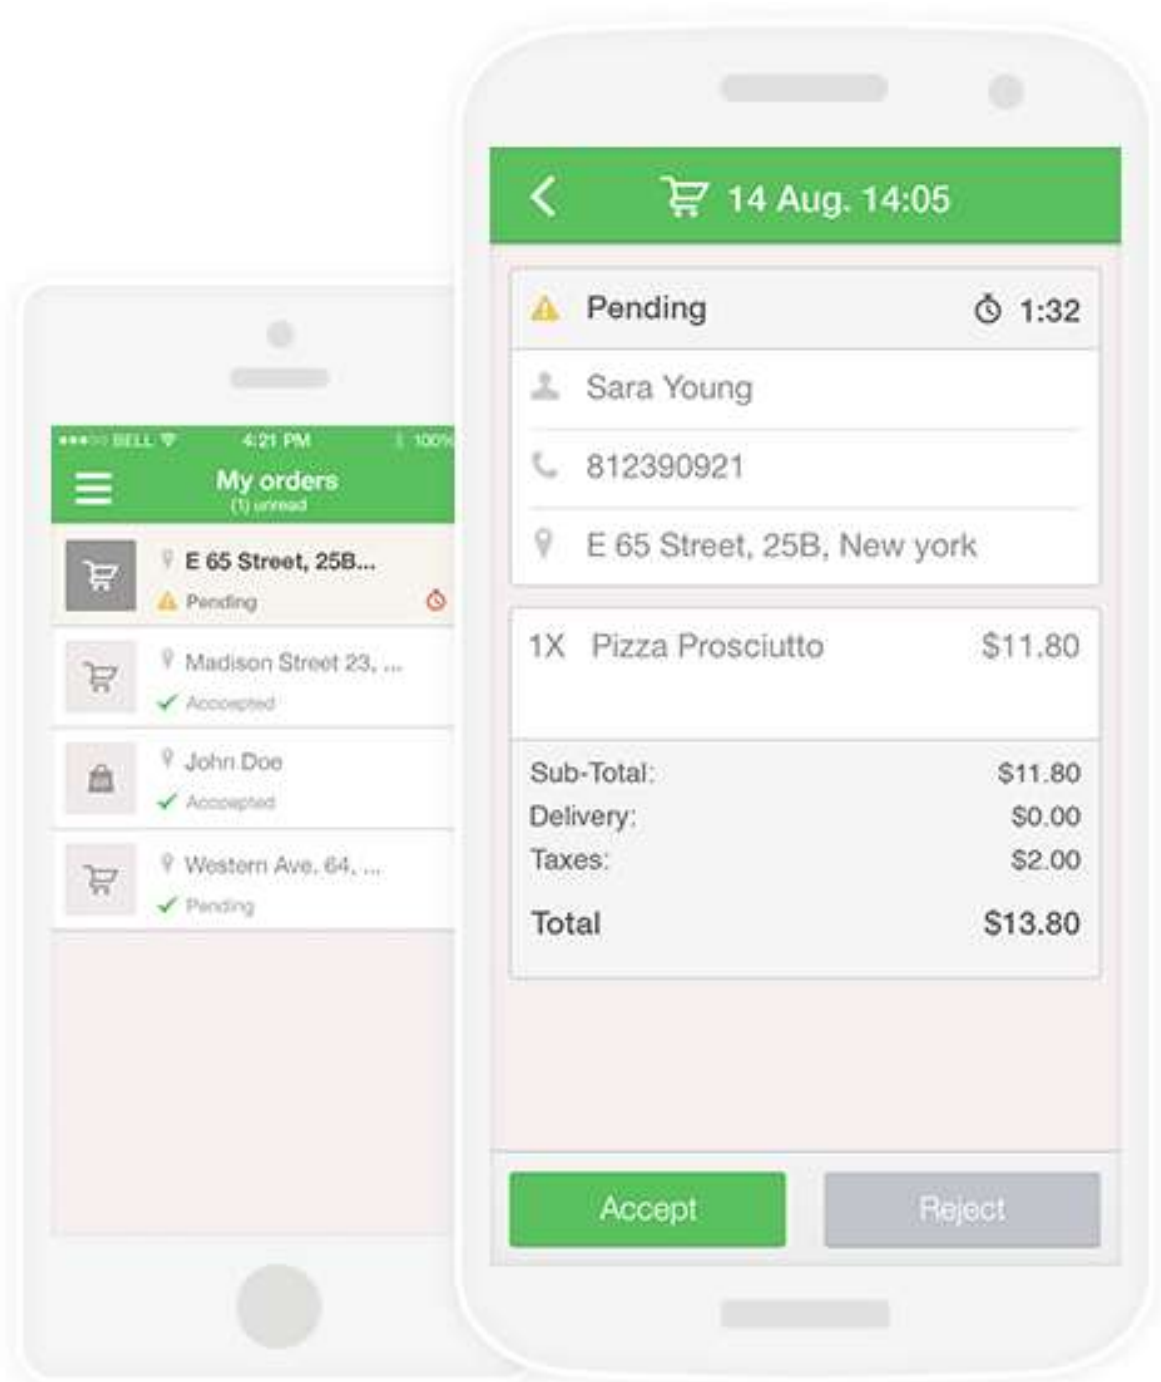 BELL 4:21 PM 100%
My orders
(1) unread
E 65 Street, 25B...
Pending
Madison Street 23, ...
Acccepted
John Doe
Acccepted
Western Ave. 64, ...
Pending
14 Aug. 14:05
Pending 1:32
Sara Young
812390921
E 65 Street, 25B, New york
1X Pizza Prosciutto $11.80
Sub-Total: $11.80
Delivery: $0.00
Taxes: $2.00
Total $13.80
Accept Reject